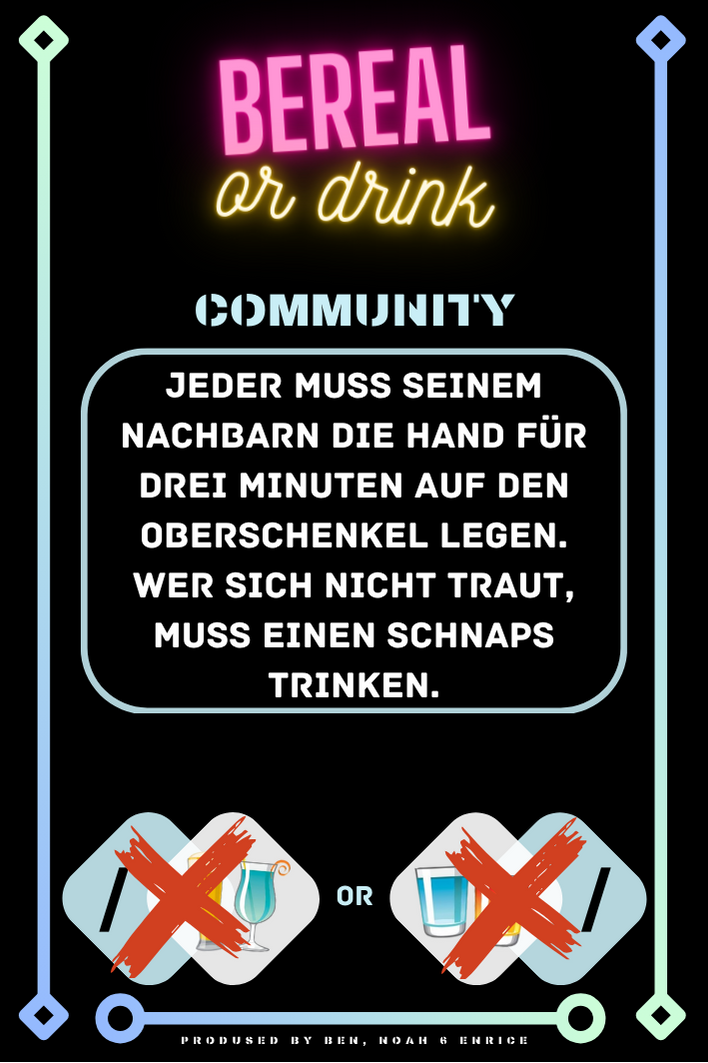 BEREAL
or drink
COMMUNITY
JEDER MUSS SEINEM
NACHBARN DIE HAND FÜR
DREI MINUTEN AUF DEN
OBERSCHENKEL LEGEN.
WER SICH NICHT TRAUT,
MUSS EINEN SCHNAPS
TRINKEN.
/ OR /
PRODUSED BY BEN, NOAH & ENRICE